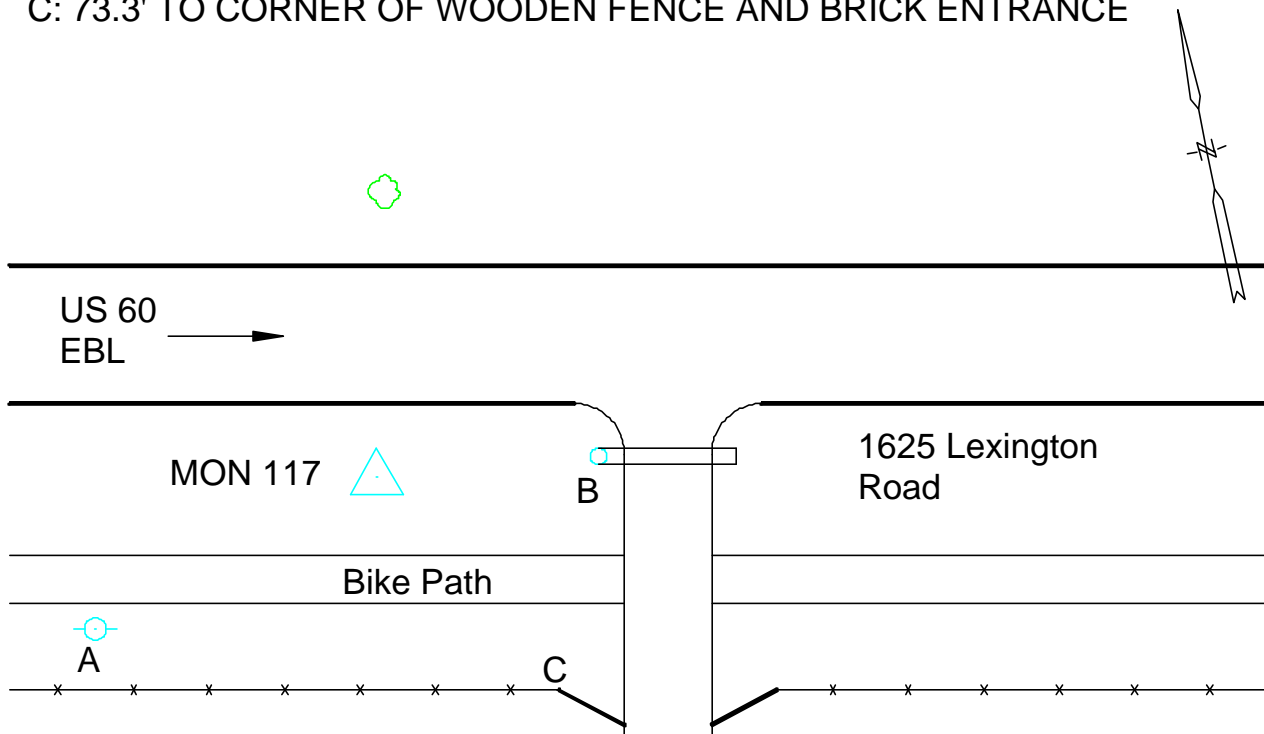 C: 73.3' TO CORNER OF WOODEN FENCE AND BRICK ENTRANCE
N
US 60
EBL
MON 117
B
1625 Lexington
Road
Bike Path
A
C